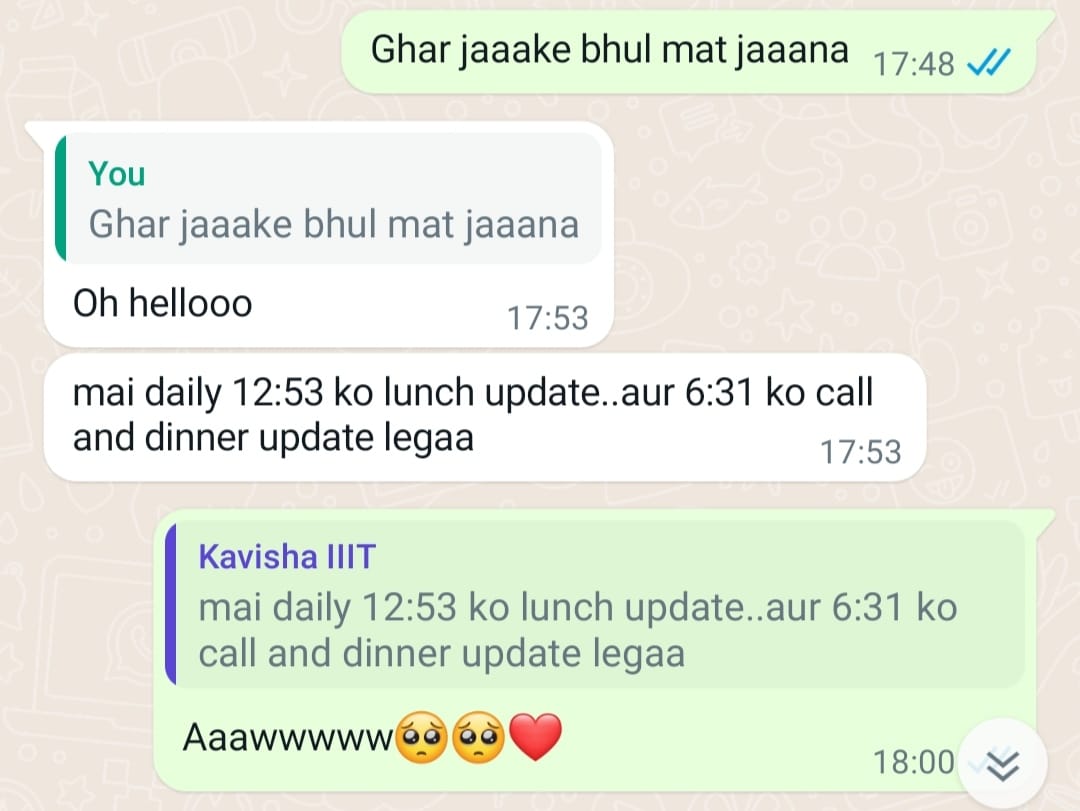 Ghar jaaake bhul mat jaaana 17:48
You
Ghar jaaake bhul mat jaaana
Oh hellooo 17:53
mai daily 12:53 ko lunch update..aur 6:31 ko call
and dinner update legaa 17:53
Kavisha IIIT
mai daily 12:53 ko lunch update..aur 6:31 ko
call and dinner update legaa
Aaawwwww🥺🥺❤️ 18:00